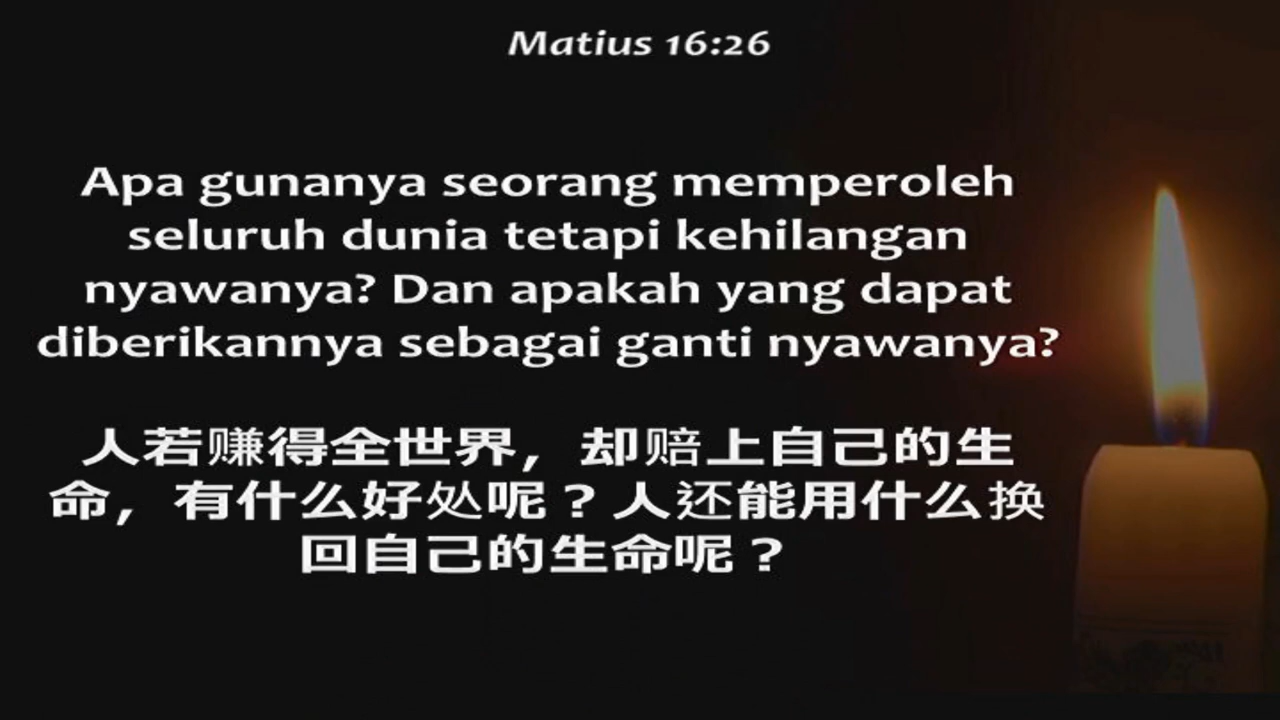 Matius 16:26
Apa gunanya seorang memperoleh
seluruh dunia tetapi kehilangan
nyawanya? Dan apakah yang dapat
diberikannya sebagai ganti nyawanya?
人若赚得全世界，却赔上自己的生
命，有什么好处呢？人还能用什么换
回自己的生命呢？